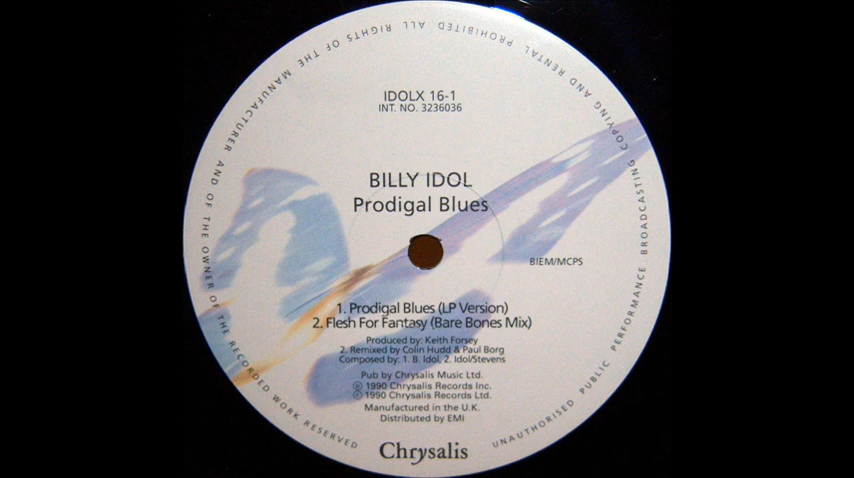 IDOLX 16-1
INT. NO. 3236036
BILLY IDOL
Prodigal Blues
BIEM/MCPS
1. Prodigal Blues (LP Version)
2. Flesh For Fantasy (Bare Bones Mix)
Produced by: Keith Forsey
2. Remixed by Colin Hudd & Paul Borg
Composed by: 1. B. Idol, 2. Idol/Stevens
Pub by Chrysalis Music Ltd.
℗ 1990 Chrysalis Records Inc.
© 1990 Chrysalis Records Ltd.
Manufactured in the U.K.
Distributed by EMI
Chrysalis
ALL RIGHTS OF THE MANUFACTURER AND OF THE OWNER OF THE RECORDED WORK RESERVED
UNAUTHORISED PUBLIC PERFORMANCE BROADCASTING COPYING AND RENTAL PROHIBITED